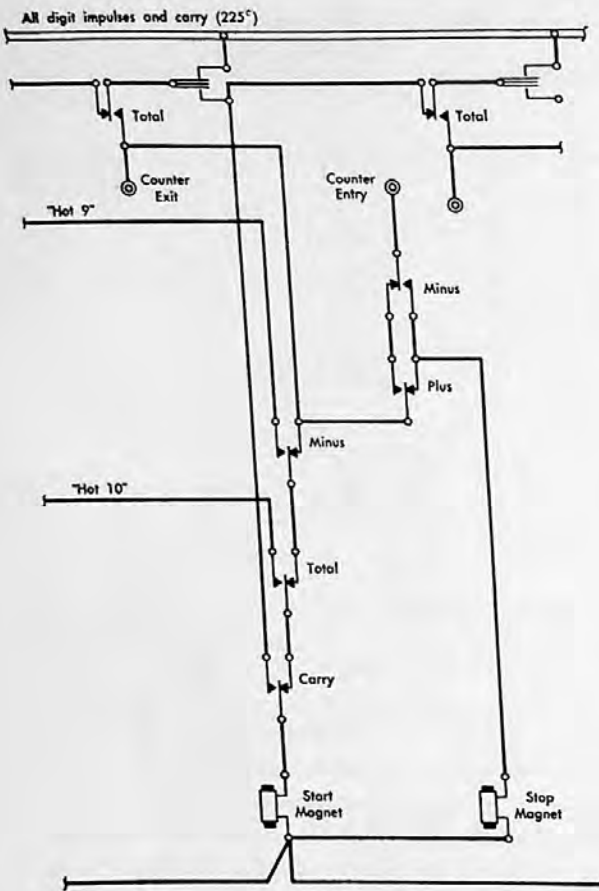 All digit impulses and carry (225ᶜ)
Total
Total
Counter
Exit
Counter
Entry
"Hot 9"
Minus
Plus
Minus
"Hot 10"
Total
Carry
Start
Magnet
Stop
Magnet